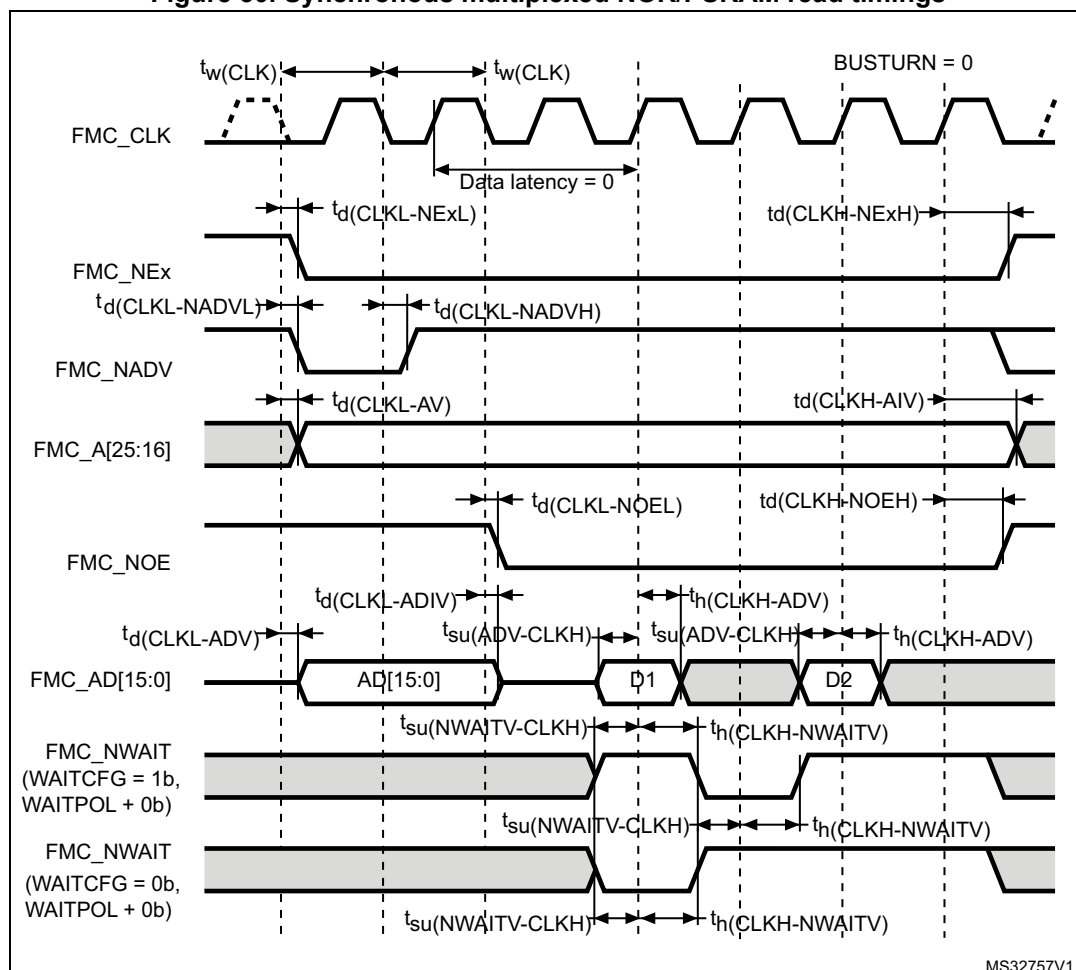 Figure 39. Synchronous multiplexed NOR/PSRAM read timings
tw(CLK) tw(CLK) BUSTURN = 0
FMC_CLK
Data latency = 0
td(CLKL-NExL) td(CLKH-NExH)
FMC_NEx
td(CLKL-NADVL) td(CLKL-NADVH)
FMC_NADV
td(CLKL-AV) td(CLKH-AIV)
FMC_A[25:16]
td(CLKL-NOEL) td(CLKH-NOEH)
FMC_NOE
td(CLKL-ADIV) th(CLKH-ADV)
td(CLKL-ADV) tsu(ADV-CLKH) tsu(ADV-CLKH) th(CLKH-ADV)
FMC_AD[15:0] AD[15:0] D1 D2
tsu(NWAITV-CLKH) th(CLKH-NWAITV)
FMC_NWAIT
(WAITCFG = 1b,
WAITPOL + 0b)
tsu(NWAITV-CLKH) th(CLKH-NWAITV)
FMC_NWAIT
(WAITCFG = 0b,
WAITPOL + 0b)
tsu(NWAITV-CLKH) th(CLKH-NWAITV)
MS32757V1